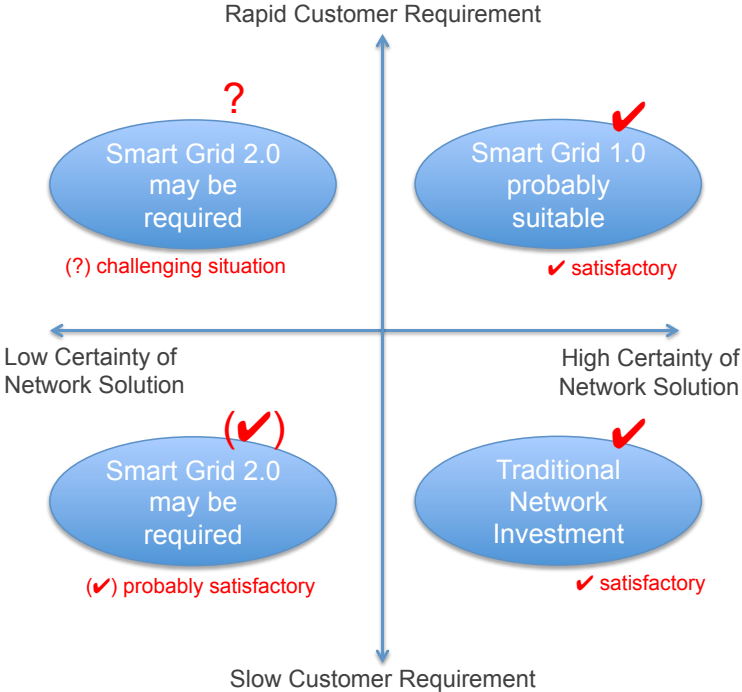 Rapid Customer Requirement
?
✔
Smart Grid 2.0
may be
required
Smart Grid 1.0
probably
suitable
(?) challenging situation
✔ satisfactory
Low Certainty of
Network Solution
High Certainty of
Network Solution
(✔)
✔
Smart Grid 2.0
may be
required
Traditional
Network
Investment
(✔) probably satisfactory
✔ satisfactory
Slow Customer Requirement